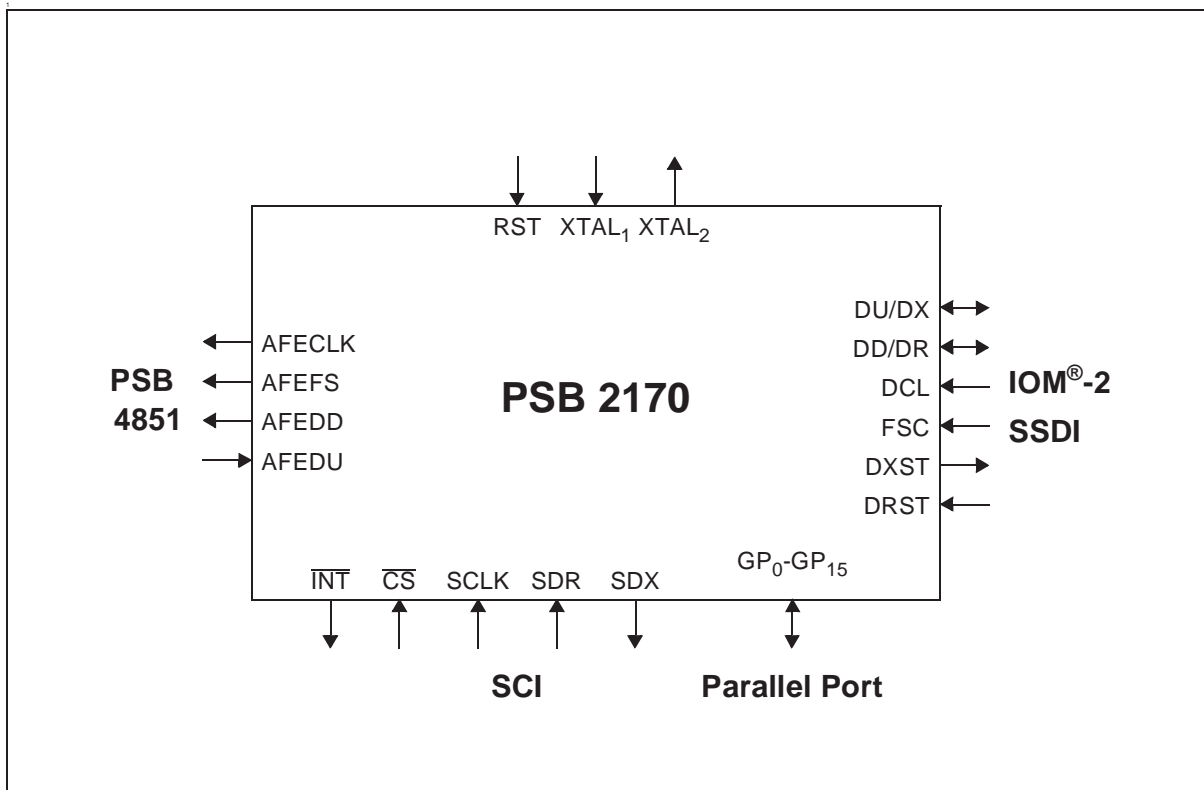 1
RST XTAL1 XTAL2
DU/DX
AFECLK
DD/DR
PSB
4851
AFEFS
PSB 2170
DCL
IOM®-2
SSDI
AFEDD
FSC
AFEDU
DXST
DRST
GP0-GP15
INT CS SCLK SDR SDX
SCI
Parallel Port